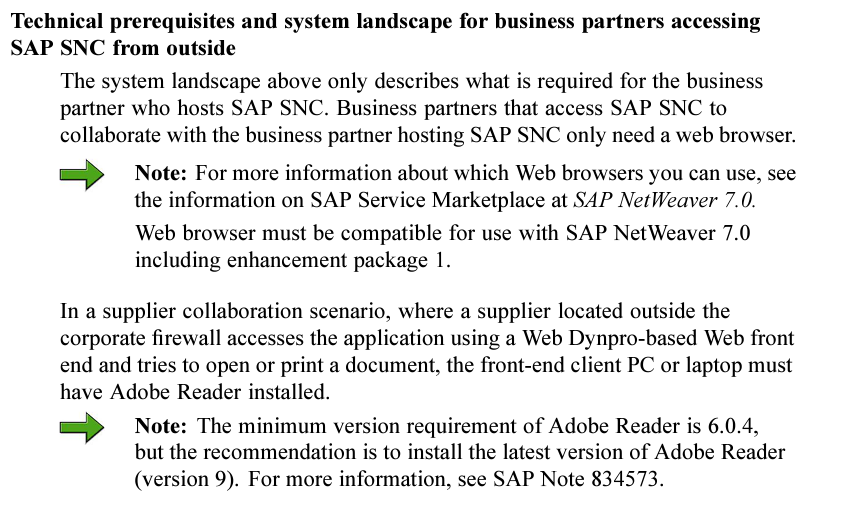 Technical prerequisites and system landscape for business partners accessing
SAP SNC from outside
The system landscape above only describes what is required for the business
partner who hosts SAP SNC. Business partners that access SAP SNC to
collaborate with the business partner hosting SAP SNC only need a web browser.
Note: For more information about which Web browsers you can use, see
the information on SAP Service Marketplace at SAP NetWeaver 7.0.
Web browser must be compatible for use with SAP NetWeaver 7.0
including enhancement package 1.
In a supplier collaboration scenario, where a supplier located outside the
corporate firewall accesses the application using a Web Dynpro-based Web front
end and tries to open or print a document, the front-end client PC or laptop must
have Adobe Reader installed.
Note: The minimum version requirement of Adobe Reader is 6.0.4,
but the recommendation is to install the latest version of Adobe Reader
(version 9). For more information, see SAP Note 834573.